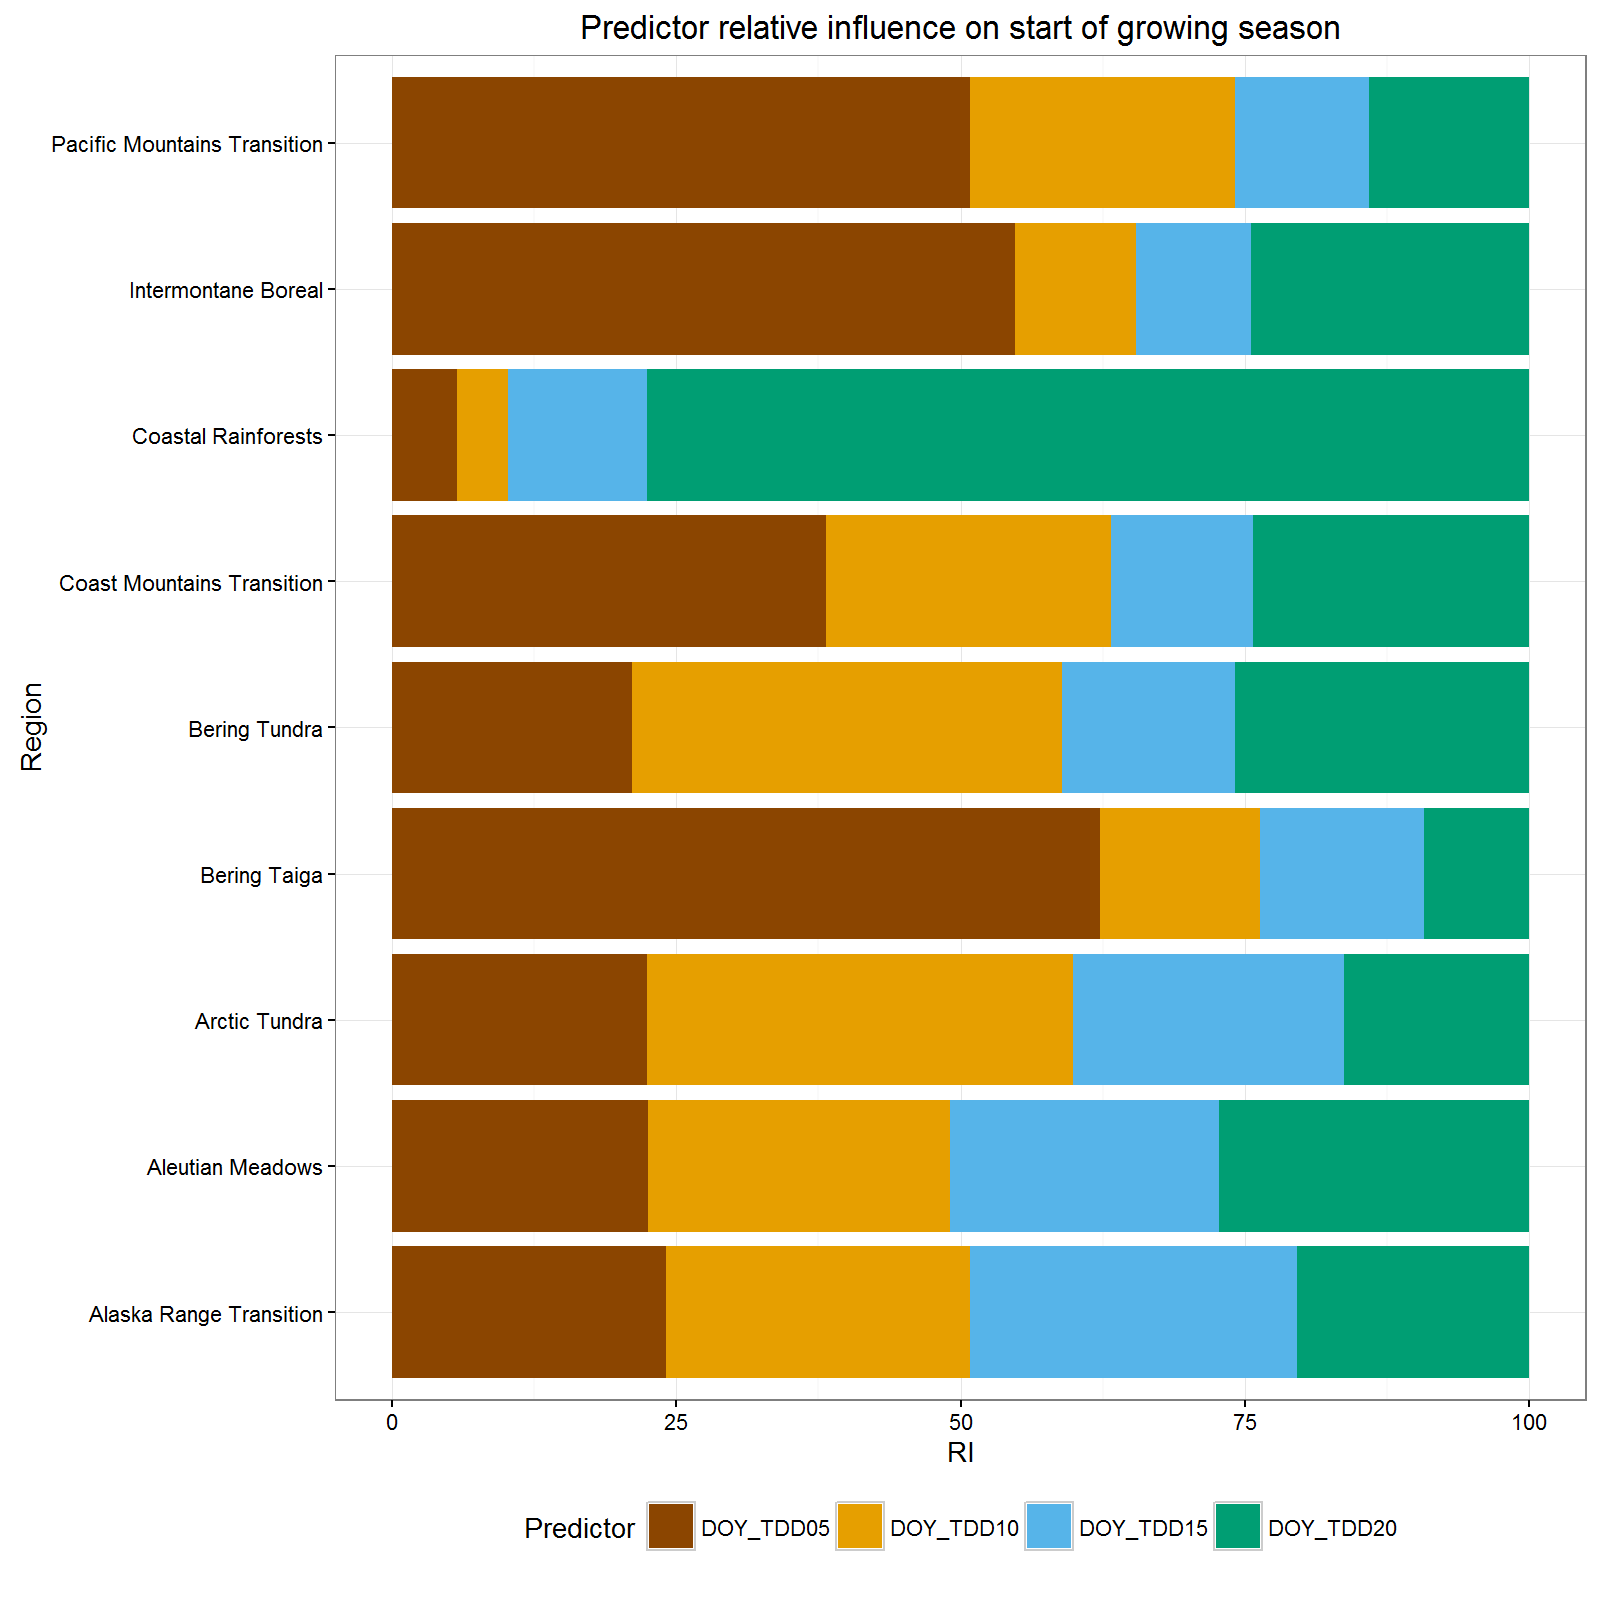 Predictor relative influence on start of growing season
Region
Pacific Mountains Transition
Intermontane Boreal
Coastal Rainforests
Coast Mountains Transition
Bering Tundra
Bering Taiga
Arctic Tundra
Aleutian Meadows
Alaska Range Transition
0 25 50 75 100
RI
Predictor DOY_TDD05 DOY_TDD10 DOY_TDD15 DOY_TDD20